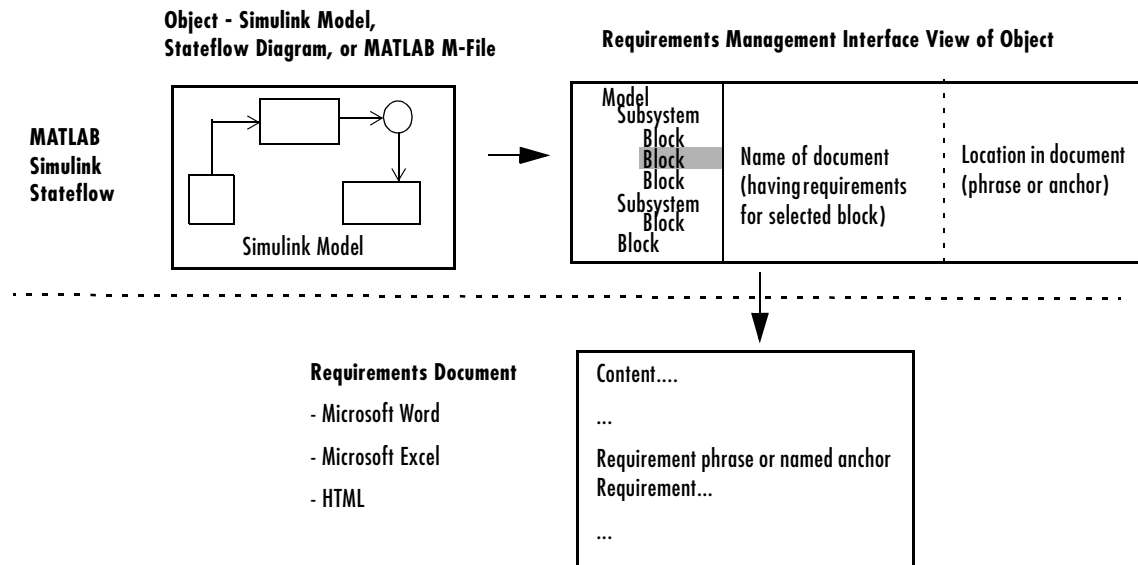 Object - Simulink Model,
Stateflow Diagram, or MATLAB M-File
Requirements Management Interface View of Object
MATLAB
Simulink
Stateflow
Simulink Model
Model
Subsystem
Block
Block
Block
Subsystem
Block
Block
Name of document
(having requirements
for selected block)
Location in document
(phrase or anchor)
Requirements Document
- Microsoft Word
- Microsoft Excel
- HTML
Content....
...
Requirement phrase or named anchor
Requirement...
...